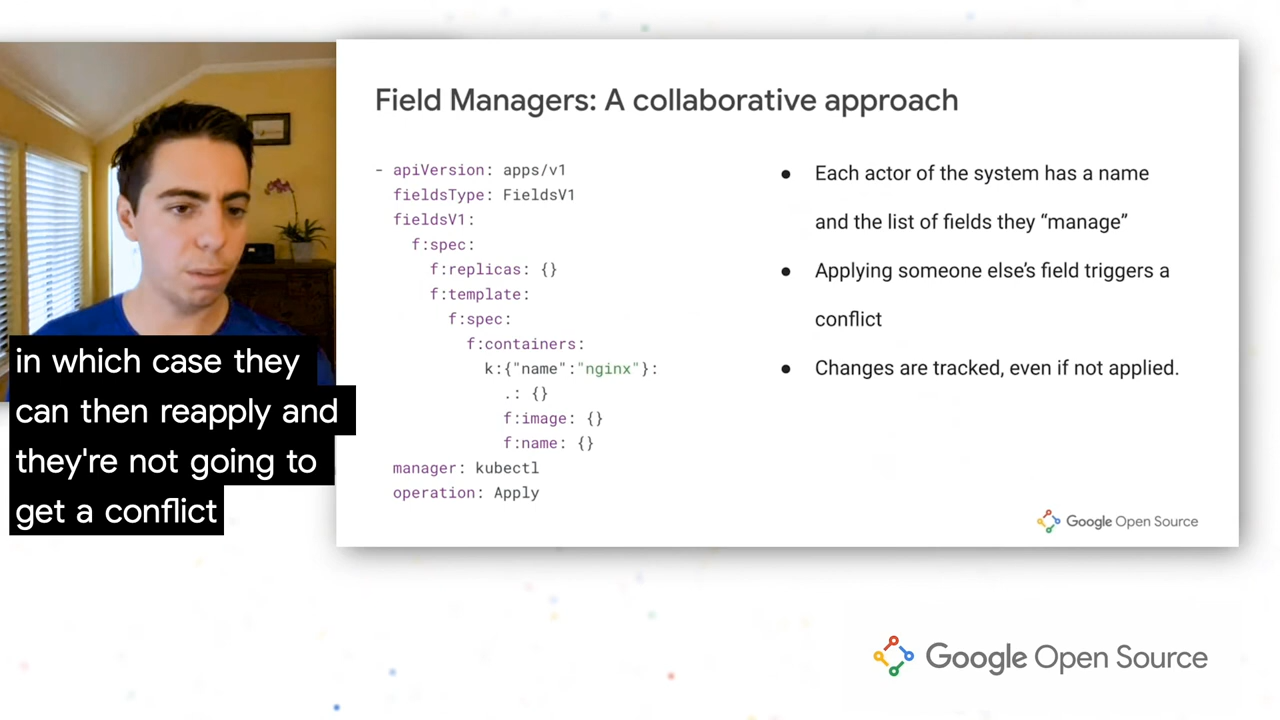 Field Managers: A collaborative approach
- apiVersion: apps/v1
fieldsType: FieldsV1
fieldsV1:
f:spec:
f:replicas: {}
f:template:
f:spec:
f:containers:
k:{"name":"nginx"}:
.: {}
f:image: {}
f:name: {}
manager: kubectl
operation: Apply
● Each actor of the system has a name
and the list of fields they “manage”
● Applying someone else’s field triggers a
conflict
● Changes are tracked, even if not applied.
Google Open Source
in which case they
can then reapply and
they're not going to
get a conflict
Google Open Source